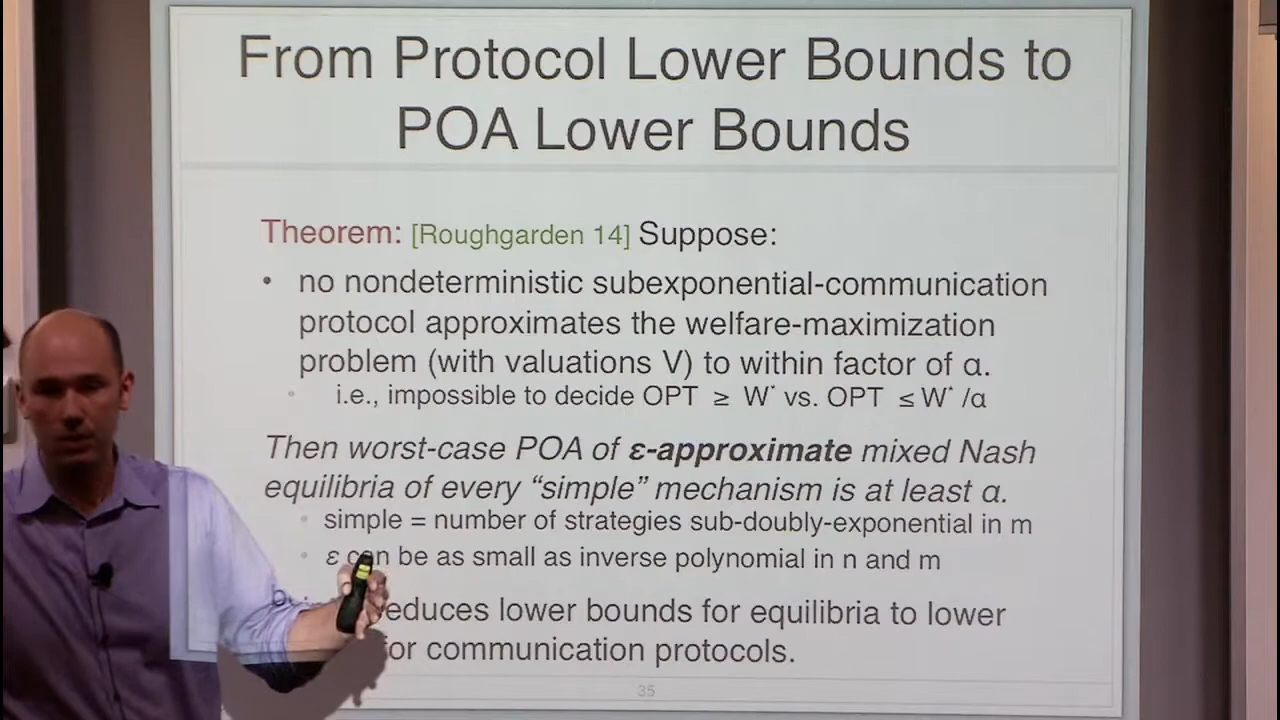 From Protocol Lower Bounds to
POA Lower Bounds
Theorem: [Roughgarden 14] Suppose:
• no nondeterministic subexponential-communication
protocol approximates the welfare-maximization
problem (with valuations V) to within factor of α.
• i.e., impossible to decide OPT ≥ W* vs. OPT ≤ W*/α
Then worst-case POA of ε-approximate mixed Nash
equilibria of every “simple” mechanism is at least α.
• simple = number of strategies sub-doubly-exponential in m
• ε can be as small as inverse polynomial in n and m
educes lower bounds for equilibria to lower
or communication protocols.
35